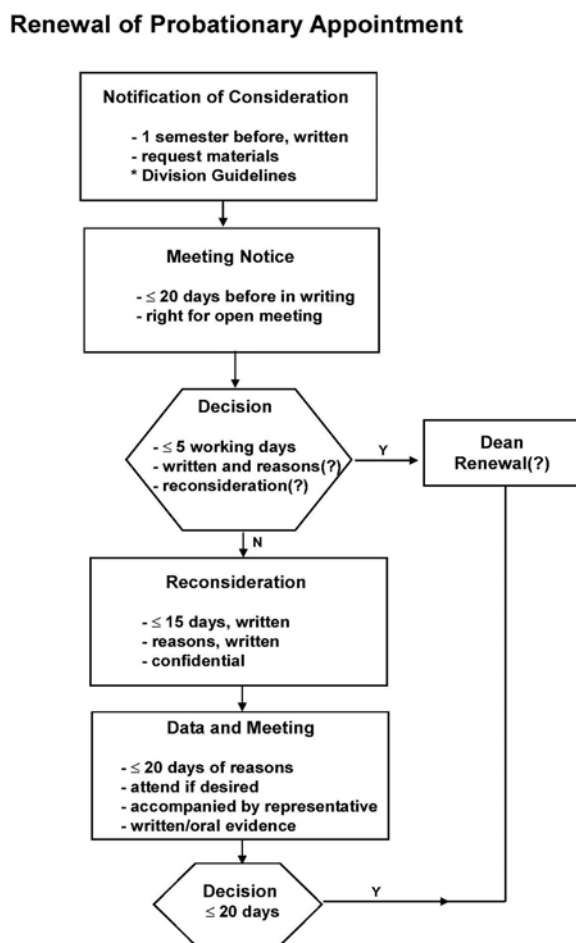 Renewal of Probationary Appointment
Notification of Consideration
- 1 semester before, written
- request materials
* Division Guidelines
Meeting Notice
- ≤ 20 days before in writing
- right for open meeting
Decision
- ≤ 5 working days
- written and reasons(?)
- reconsideration(?)
Y
Dean
Renewal(?)
N
Reconsideration
- ≤ 15 days, written
- reasons, written
- confidential
Data and Meeting
- ≤ 20 days of reasons
- attend if desired
- accompanied by representative
- written/oral evidence
Decision
≤ 20 days
Y